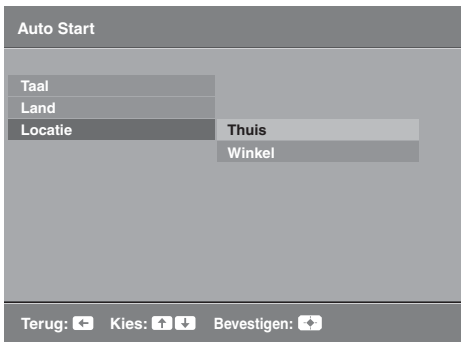 Auto Start
Taal
Land
Locatie Thuis
Winkel
Terug: Kies: Bevestigen: